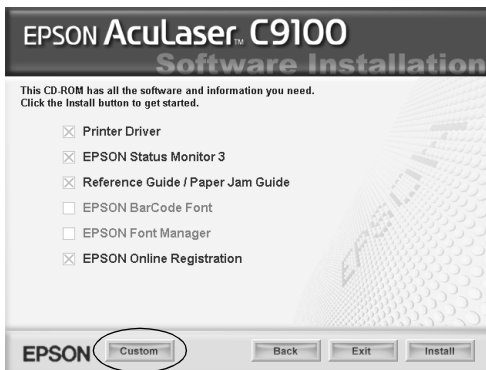 EPSON AcuLaser™ C9100
Software Installation
This CD-ROM has all the software and information you need.
Click the Install button to get started.
Printer Driver
EPSON Status Monitor 3
Reference Guide / Paper Jam Guide
EPSON BarCode Font
EPSON Font Manager
EPSON Online Registration
EPSON
EPSON Custom Back Exit Install